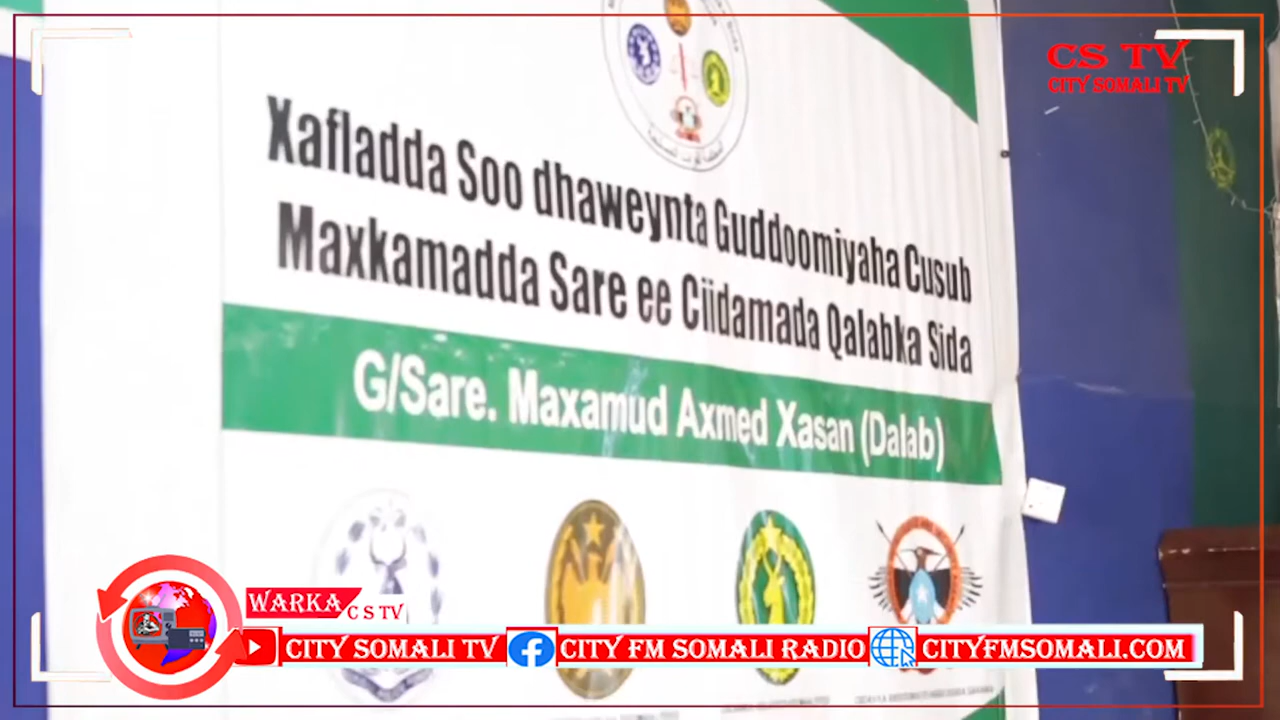 CS TV
CITY SOMALI TV
Xafladda Soo dhaweynta Guddoomiyaha Cusub
Maxkamadda Sare ee Ciidamada Qalabka Sida
G/Sare. Maxamud Axmed Xasan (Dalab)
WARKA
C S TV
CITY SOMALI TV
CITY FM SOMALI RADIO
CITYFMSOMALI.COM